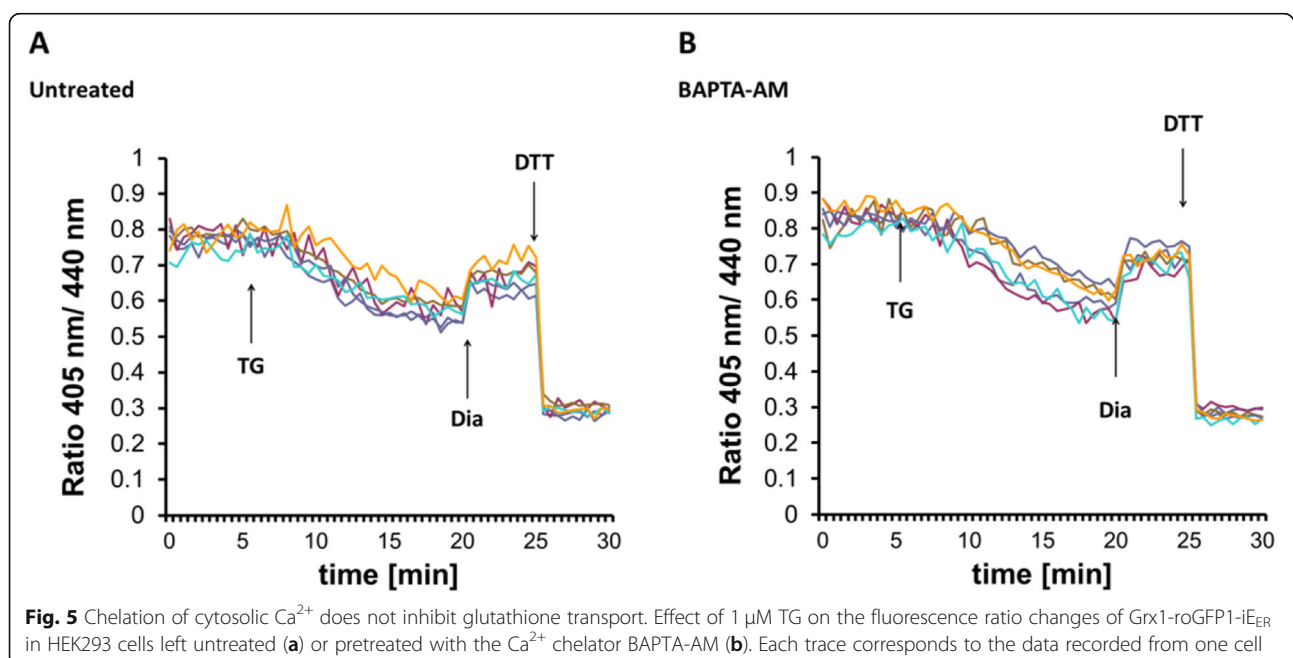 A
Untreated
Ratio 405 nm/ 440 nm
1
0.9
0.8
0.7
0.6
0.5
0.4
0.3
0.2
0.1
0
0 5 10 15 20 25 30
time [min]
TG
Dia
DTT
B
BAPTA-AM
Ratio 405 nm/ 440 nm
1
0.9
0.8
0.7
0.6
0.5
0.4
0.3
0.2
0.1
0
0 5 10 15 20 25 30
time [min]
TG
Dia
DTT
Fig. 5 Chelation of cytosolic Ca²⁺ does not inhibit glutathione transport. Effect of 1 μM TG on the fluorescence ratio changes of Grx1-roGFP1-iE_ER
in HEK293 cells left untreated (a) or pretreated with the Ca²⁺ chelator BAPTA-AM (b). Each trace corresponds to the data recorded from one cell